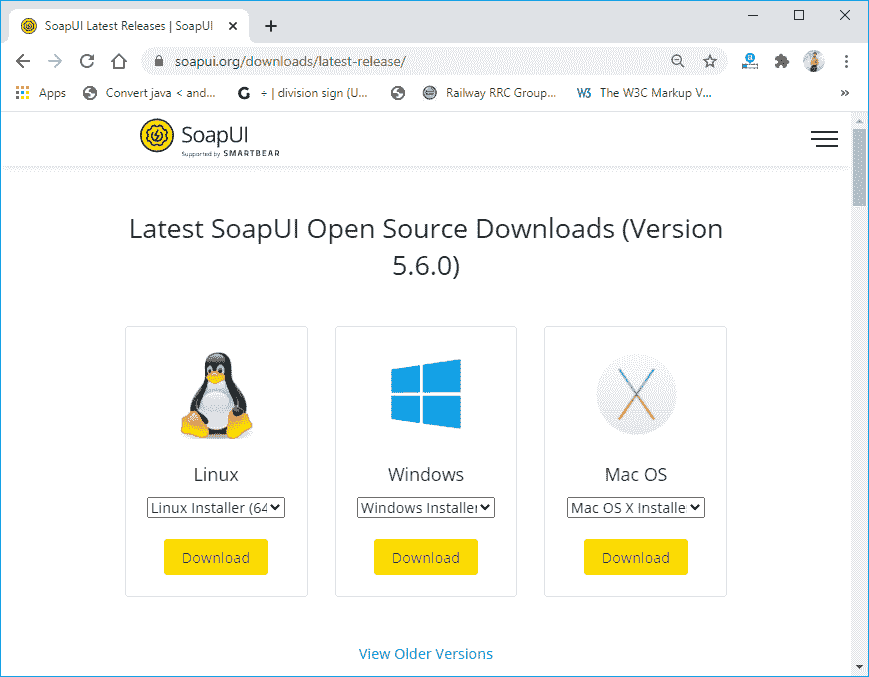 SoapUI Latest Releases | SoapUI
soapui.org/downloads/latest-release/
Apps Convert java < and... G ÷ | division sign (U... Railway RRC Group... W3 The W3C Markup V... »
SoapUI
Supported by SMARTBEAR
Latest SoapUI Open Source Downloads (Version
5.6.0)
Linux Windows Mac OS
Linux Installer (64 Windows Installer Mac OS X Installe
Download Download Download
View Older Versions